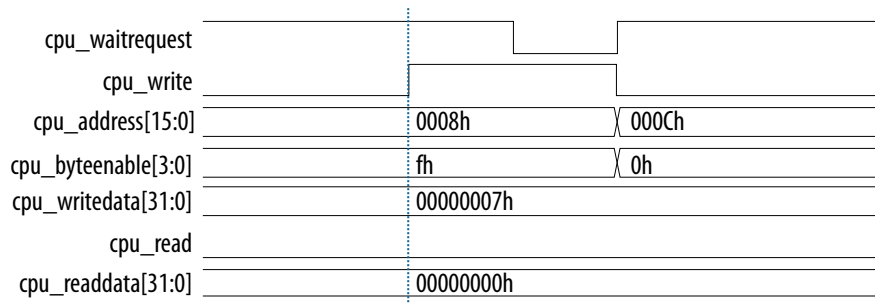 cpu_waitrequest
cpu_write
cpu_address[15:0] 0008h 000Ch
cpu_byteenable[3:0] fh 0h
cpu_writedata[31:0] 00000007h
cpu_read
cpu_readdata[31:0] 00000000h